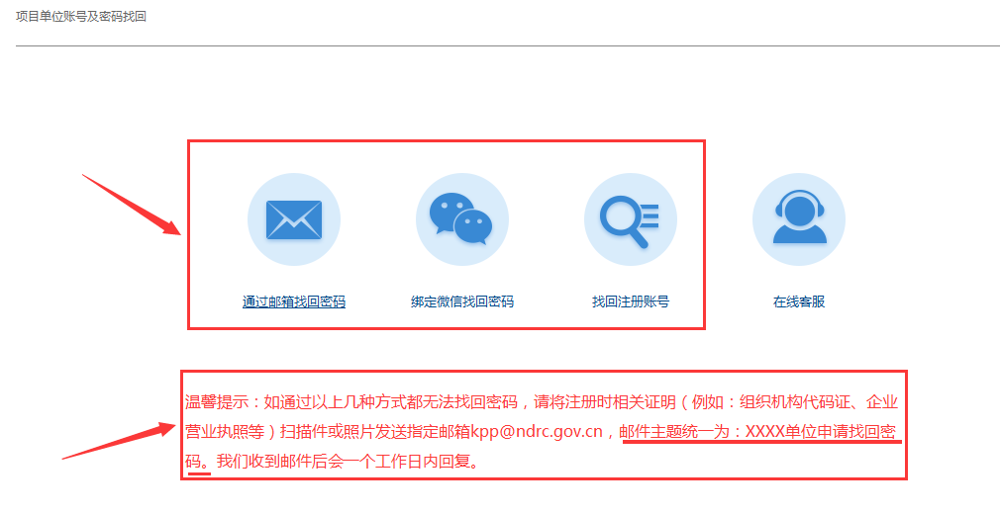 项目单位账号及密码找回
通过邮箱找回密码
绑定微信找回密码
找回注册账号
在线客服
温馨提示：如通过以上几种方式都无法找回密码，请将注册时相关证明（例如：组织机构代码证、企业
营业执照等）扫描件或照片发送指定邮箱kpp@ndrc.gov.cn，邮件主题统一为：XXXX单位申请找回密
码。我们收到邮件后会一个工作日内回复。